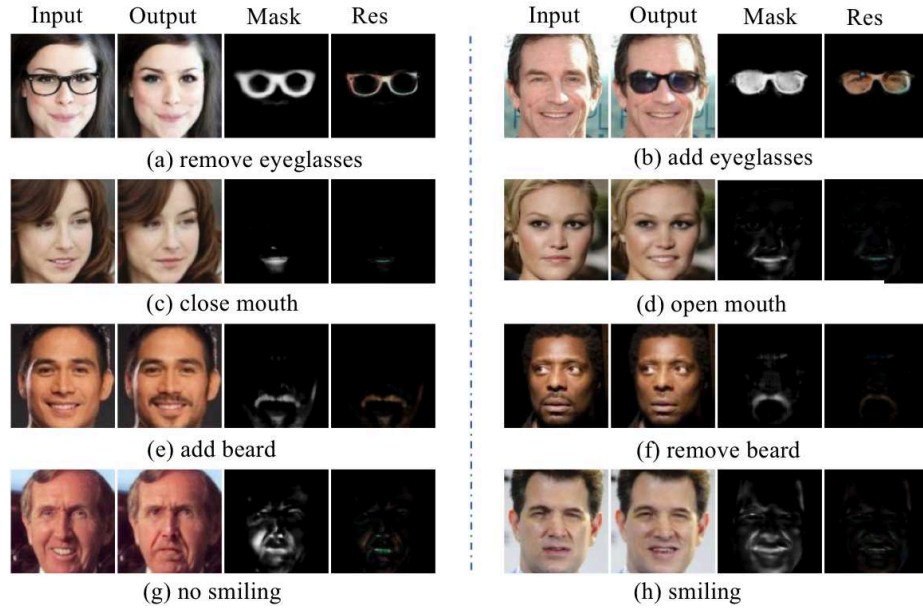 Input Output Mask Res Input Output Mask Res
(a) remove eyeglasses (b) add eyeglasses
(c) close mouth (d) open mouth
(e) add beard (f) remove beard
(g) no smiling (h) smiling